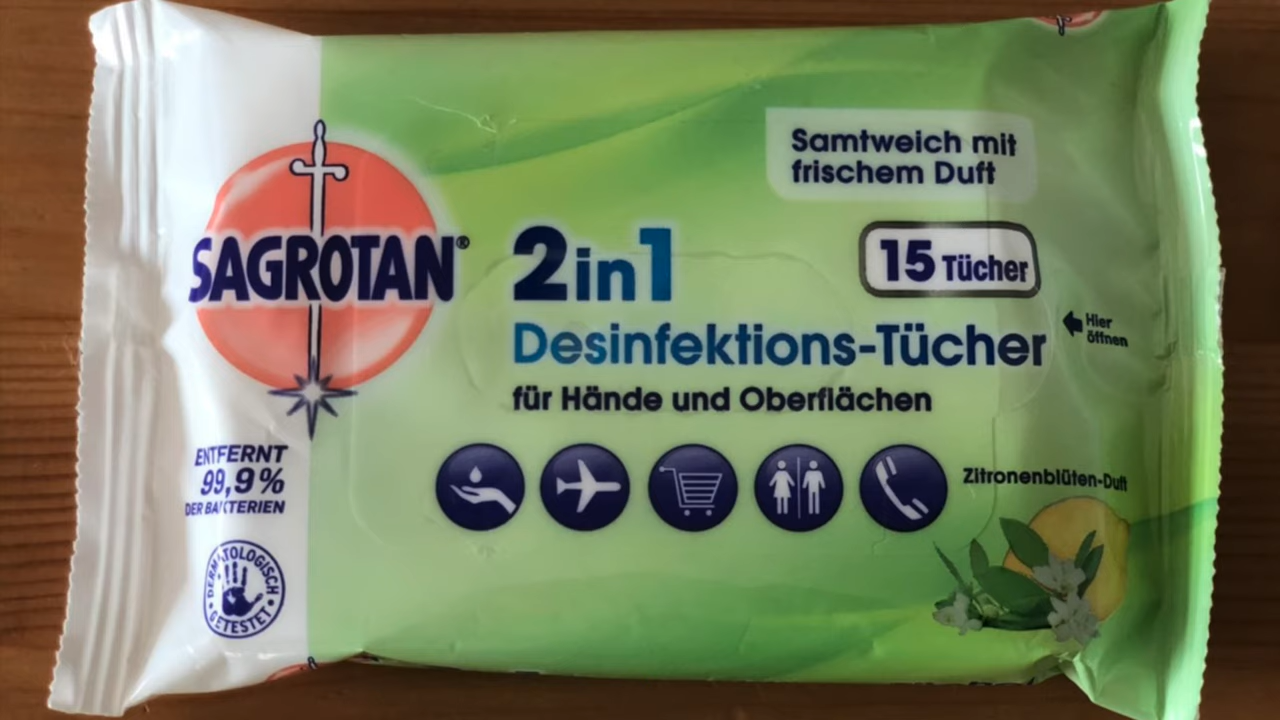 Samtweich mit
frischem Duft
SAGROTAN®
2in1
15 Tücher
Desinfektions-Tücher
Hier
öffnen
für Hände und Oberflächen
ENTFERNT
99,9%
DER BAKTERIEN
Zitronenblüten-Duft
DERMATOLOGISCH
GETESTET